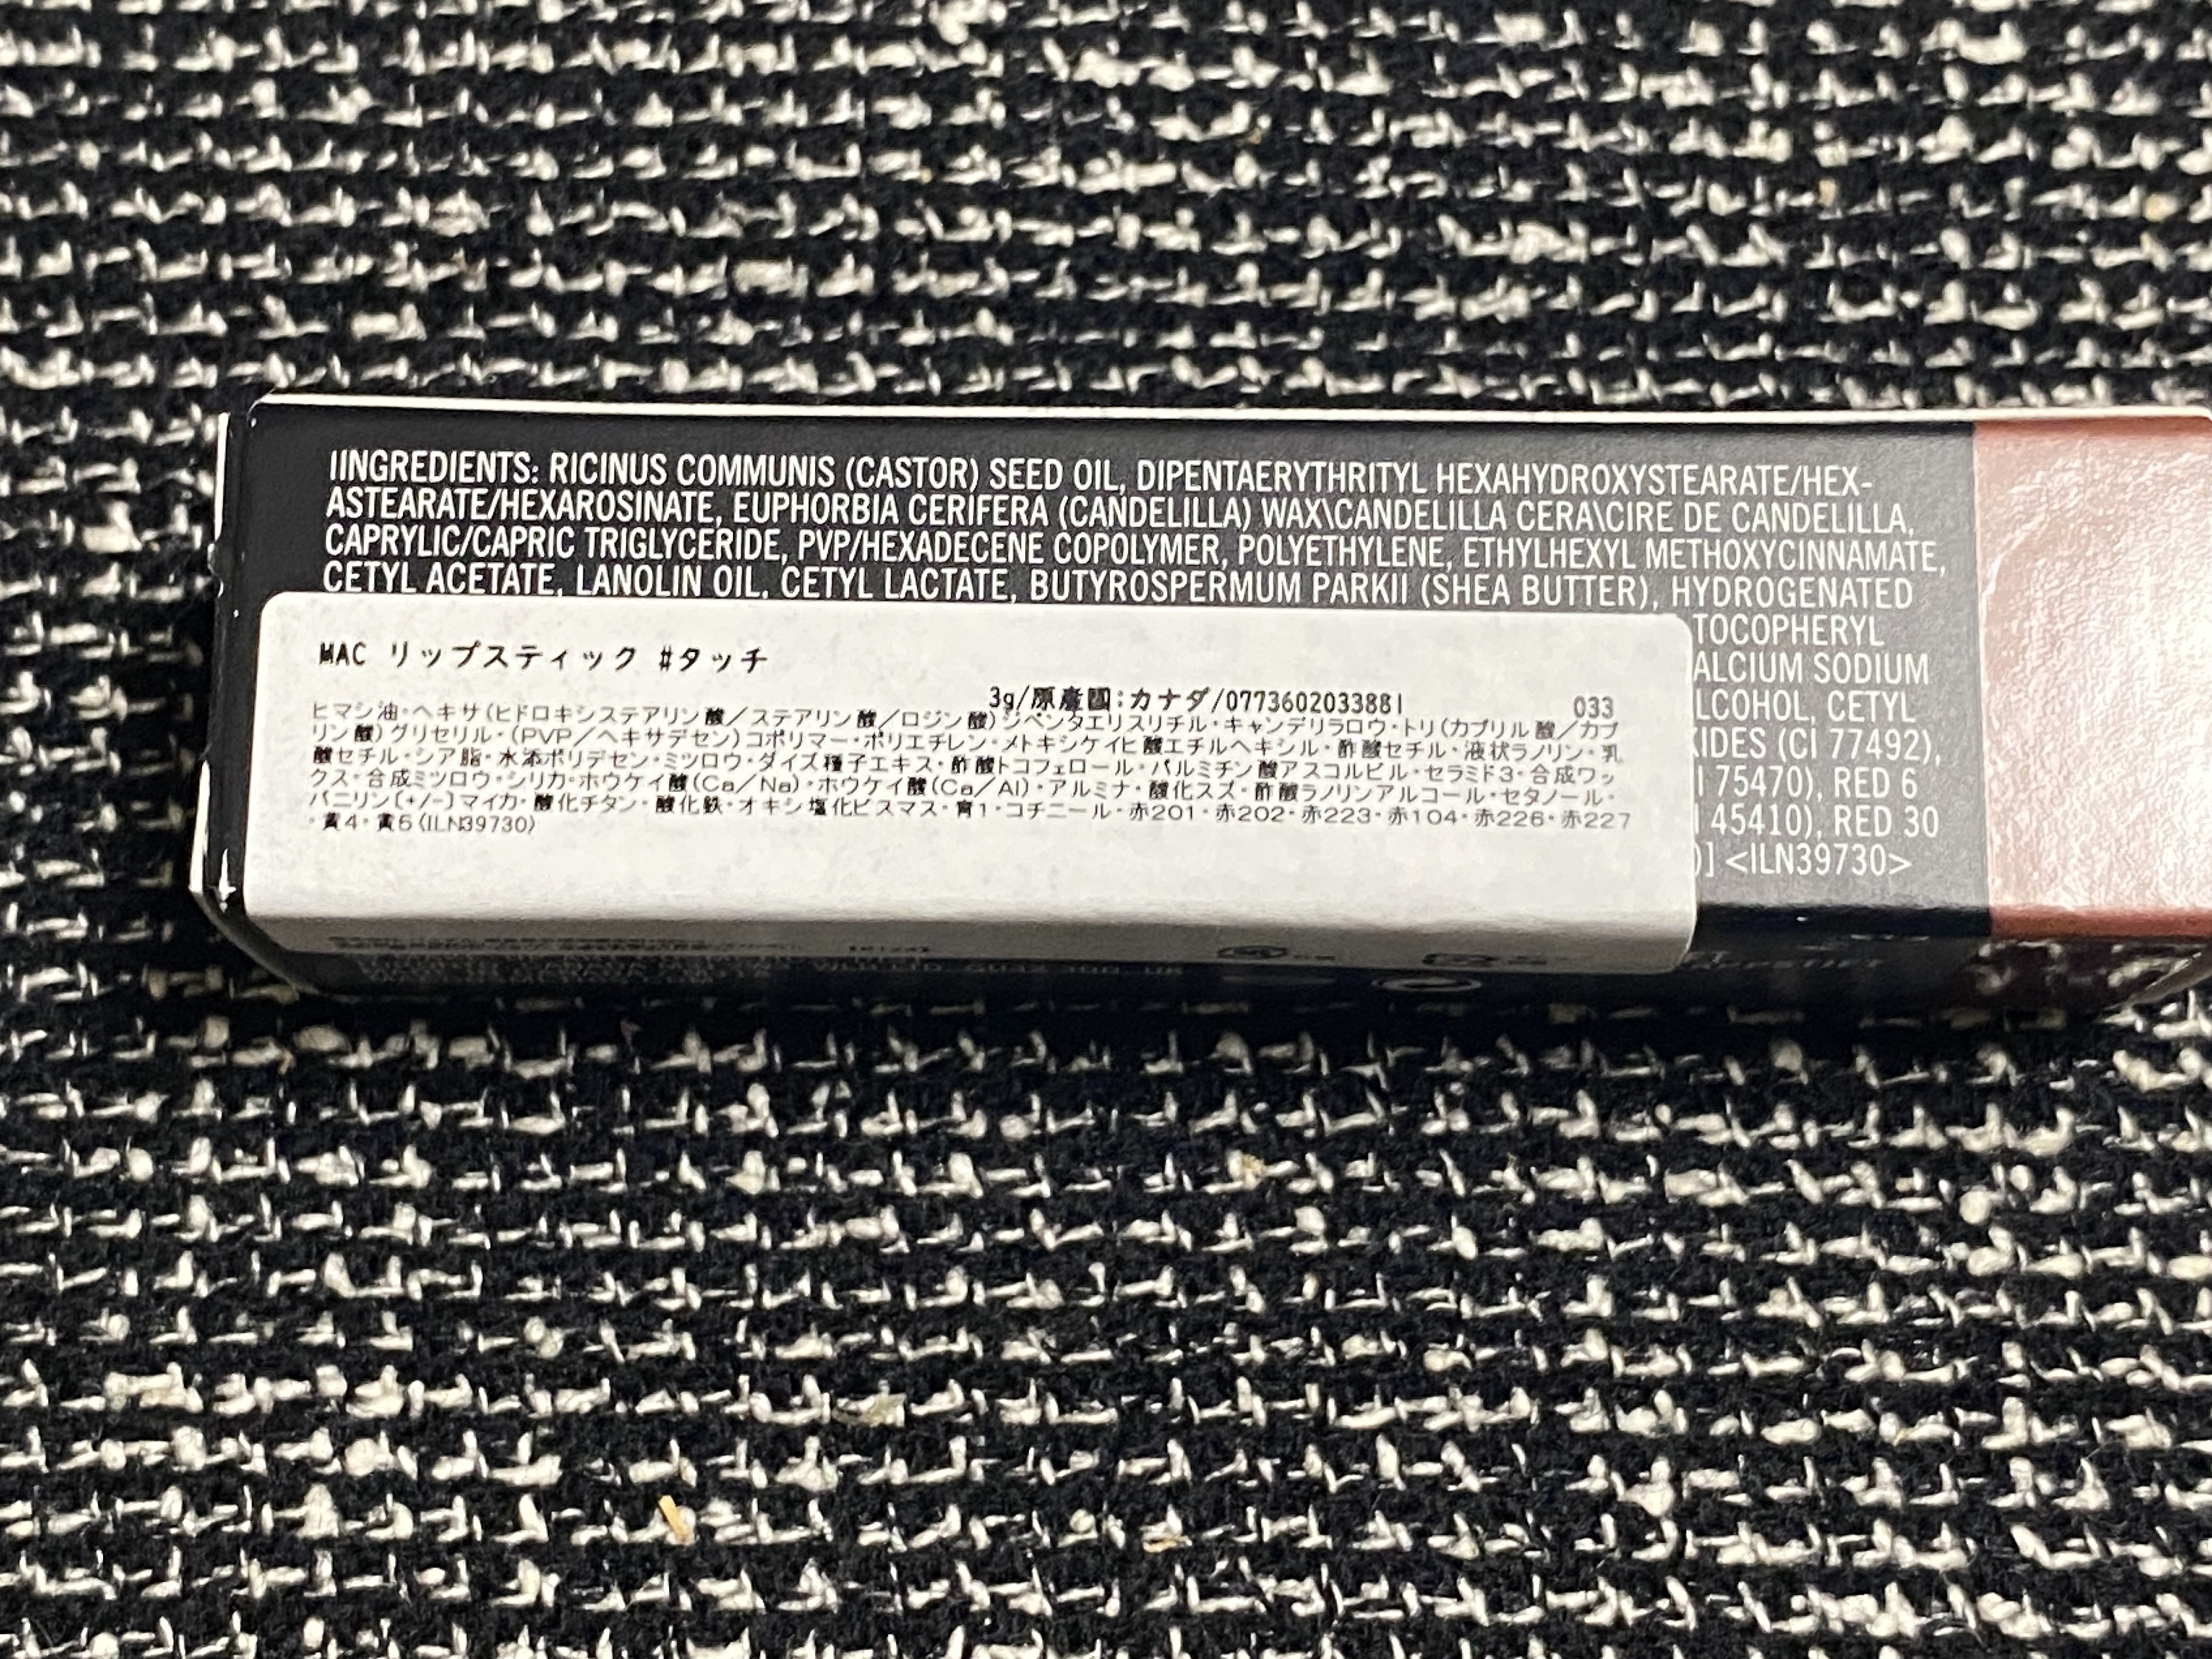 IINGREDIENTS: RICINUS COMMUNIS (CASTOR) SEED OIL, DIPENTAERYTHRITYL HEXAHYDROXYSTEARATE/HEX-
ASTEARATE/HEXAROSINATE, EUPHORBIA CERIFERA (CANDELILLA) WAX\CANDELILLA CERA\CIRE DE CANDELILLA,
CAPRYLIC/CAPRIC TRIGLYCERIDE, PVP/HEXADECENE COPOLYMER, POLYETHYLENE, ETHYLHEXYL METHOXYCINNAMATE,
CETYL ACETATE, LANOLIN OIL, CETYL LACTATE, BUTYROSPERMUM PARKII (SHEA BUTTER), HYDROGENATED
TOCOPHERYL
ALCIUM SODIUM
LCOHOL, CETYL
XIDES (CI 77492),
I 75470), RED 6
I 45410), RED 30
)] <ILN39730>
MAC リップスティック #タッチ
3g/原産国:カナダ/0773602033881 033
ヒマシ油・ヘキサ(ヒドロキシステアリン酸／ステアリン酸／ロジン酸)ジペンタエリスリチル・キャンデリラロウ・トリ(カプリル酸／カプ
リン酸)グリセリル・(PVP／ヘキサデセン)コポリマー・ポリエチレン・メトキシケイヒ酸エチルヘキシル・酢酸セチル・液状ラノリン・乳
酸セチル・シア脂・水添ポリデセン・ミツロウ・ダイズ種子エキス・酢酸トコフェロール・パルミチン酸アスコルビル・セラミド3・合成ワッ
クス・合成ミツロウ・シリカ・ホウケイ酸(Ca／Na)・ホウケイ酸(Ca／Al)・アルミナ・酸化スズ・酢酸ラノリンアルコール・セタノール・
バニリン[+/-]マイカ・酸化チタン・酸化鉄・オキシ塩化ビスマス・青1・コチニール・赤201・赤202・赤223・赤104・赤226・赤227
・黄4・黄5(ILN39730)